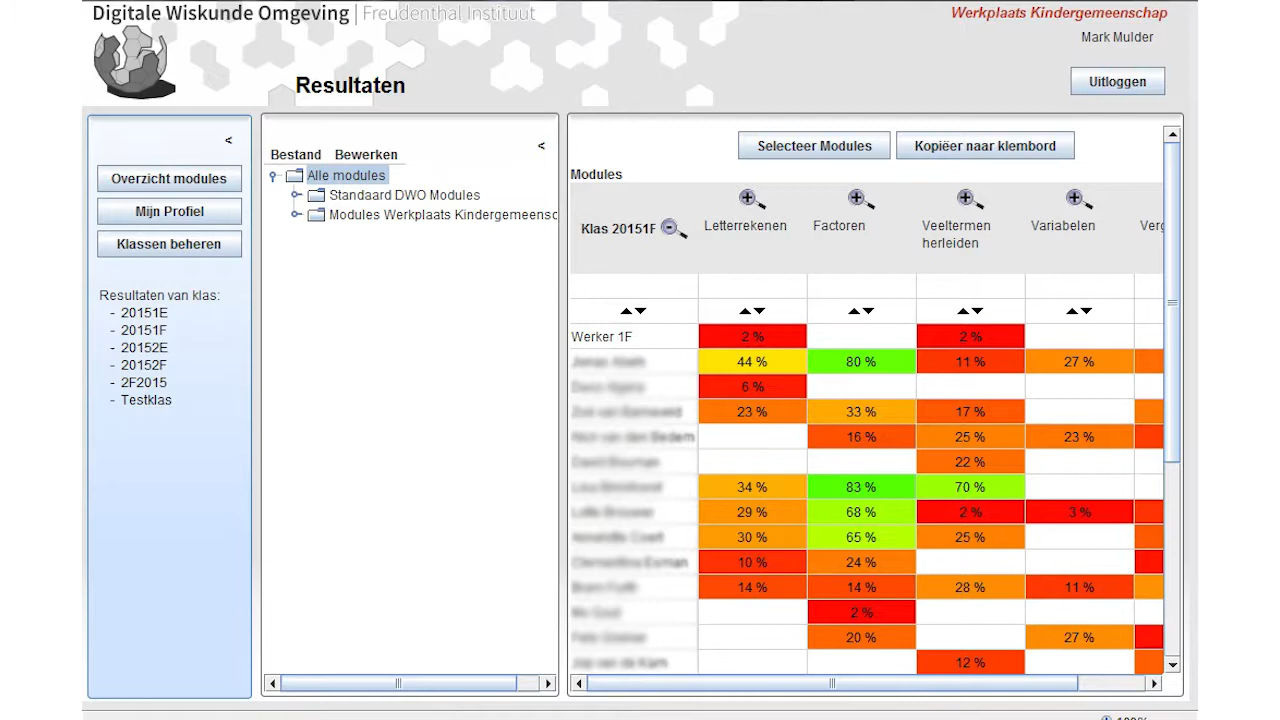 Digitale Wiskunde Omgeving | Freudenthal Instituut
Werkplaats Kindergemeenschap
Mark Mulder
Resultaten
Uitloggen
<
Overzicht modules
Mijn Profiel
Klassen beheren
Resultaten van klas:
- 20151E
- 20151F
- 20152E
- 20152F
- 2F2015
- Testklas
<
Bestand Bewerken
Alle modules
Standaard DWO Modules
Modules Werkplaats Kindergemeensc
Selecteer Modules Kopiëer naar klembord
Modules
Klas 20151F Letterrekenen Factoren Veeltermen herleiden Variabelen Verg
Werker 1F 2 % 2 %
44 % 80 % 11 % 27 %
6 %
23 % 33 % 17 %
16 % 25 % 23 %
22 %
34 % 83 % 70 %
29 % 68 % 2 % 3 %
30 % 65 % 25 %
10 % 24 %
14 % 14 % 28 % 11 %
2 %
20 % 27 %
12 %